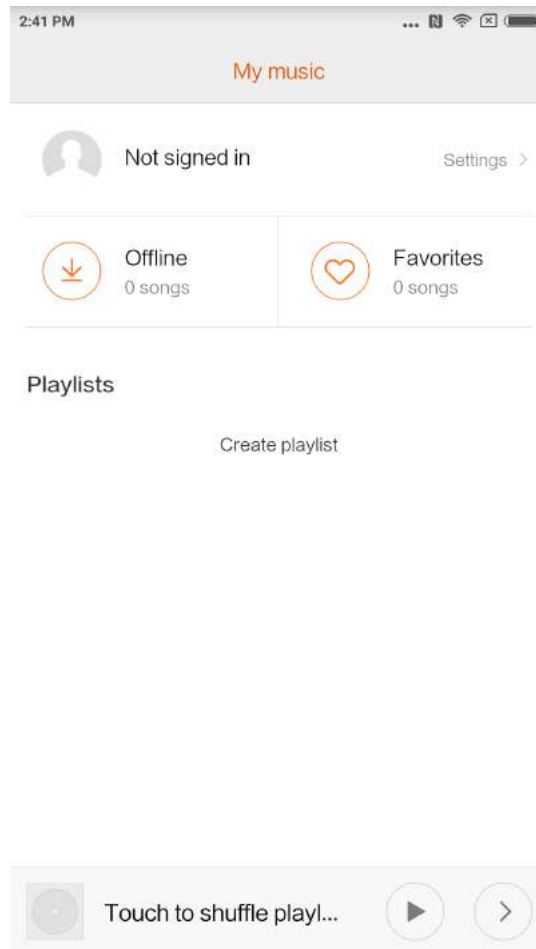 2:41 PM
My music
Not signed in
Settings
Offline
0 songs
Favorites
0 songs
Playlists
Create playlist
Touch to shuffle playl...